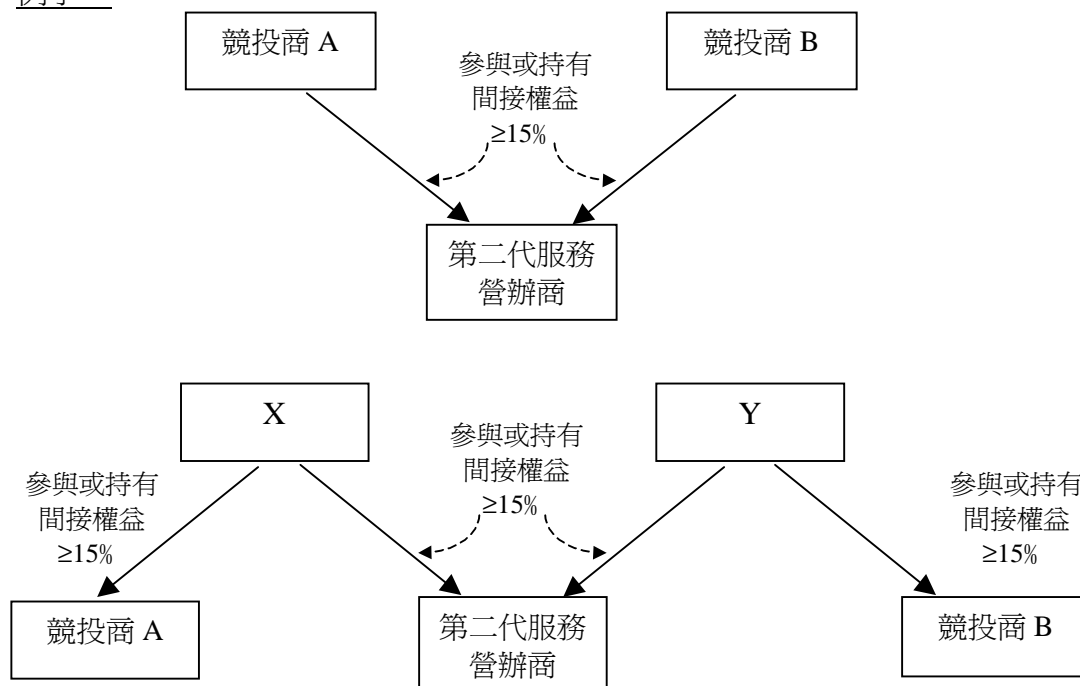 競投商 A
競投商 B
參與或持有
間接權益
≥15%
第二代服務
營辦商
X
Y
參與或持有
間接權益
≥15%
參與或持有
間接權益
≥15%
參與或持有
間接權益
≥15%
競投商 A
第二代服務
營辦商
競投商 B